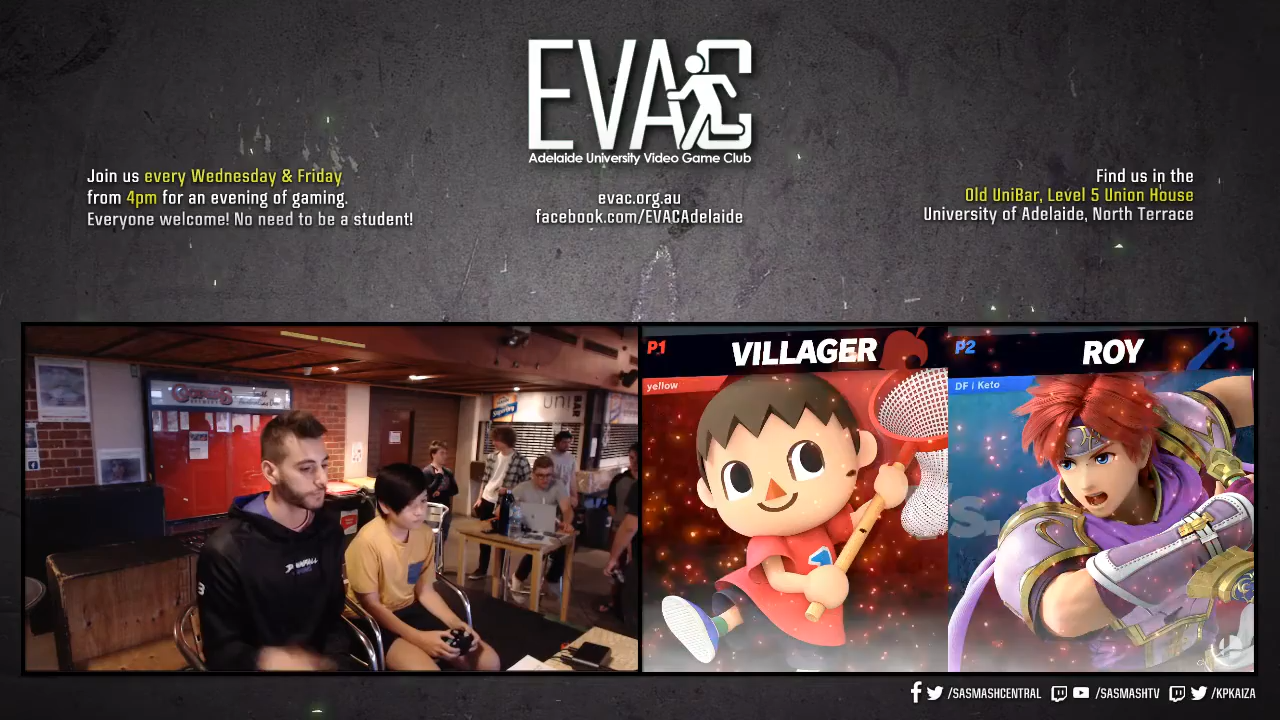 EVAC
Adelaide University Video Game Club
Join us every Wednesday & Friday
from 4pm for an evening of gaming.
Everyone welcome! No need to be a student!
evac.org.au
facebook.com/EVACAdelaide
Find us in the
Old UniBar, Level 5 Union House
University of Adelaide, North Terrace
P1
VILLAGER
yellow
P2
ROY
DF | Keto
UNIBAR
/SASMASHCENTRAL
/SASMASHTV
/KPKAIZA